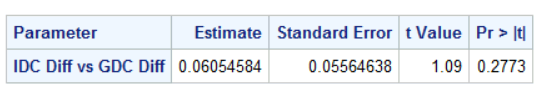 Parameter Estimate Standard Error t Value Pr > |t|
IDC Diff vs GDC Diff 0.06054584 0.05564638 1.09 0.2773